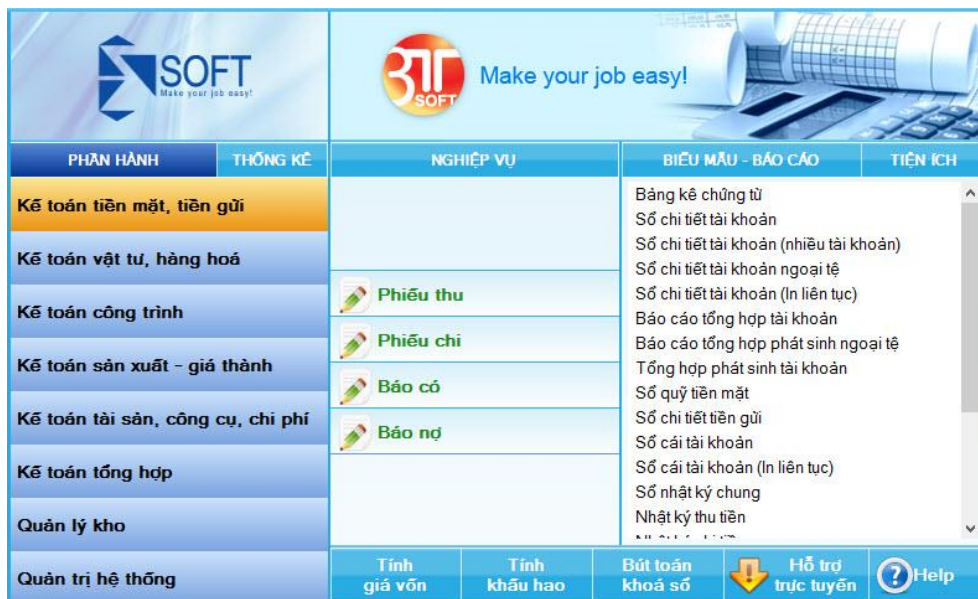 SOFT
Make your job easy!
3TSOFT
Make your job easy!
PHÂN HÀNH
THỐNG KÊ
NGHIỆP VỤ
BIỂU MẪU - BÁO CÁO
TIỆN ÍCH
Kế toán tiền mặt, tiền gửi
Kế toán vật tư, hàng hoá
Kế toán công trình
Kế toán sản xuất - giá thành
Kế toán tài sản, công cụ, chi phí
Kế toán tổng hợp
Quản lý kho
Quản trị hệ thống
Phiếu thu
Phiếu chi
Báo có
Báo nợ
Bảng kê chứng từ
Sổ chi tiết tài khoản
Sổ chi tiết tài khoản (nhiều tài khoản)
Sổ chi tiết tài khoản ngoại tệ
Sổ chi tiết tài khoản (In liên tục)
Báo cáo tổng hợp tài khoản
Báo cáo tổng hợp phát sinh ngoại tệ
Tổng hợp phát sinh tài khoản
Sổ quỹ tiền mặt
Sổ chi tiết tiền gửi
Sổ cái tài khoản
Sổ cái tài khoản (In liên tục)
Sổ nhật ký chung
Nhật ký thu tiền
Tính
giá vốn
Tính
khấu hao
Bút toán
khoá sổ
Hỗ trợ
trực tuyến
Help